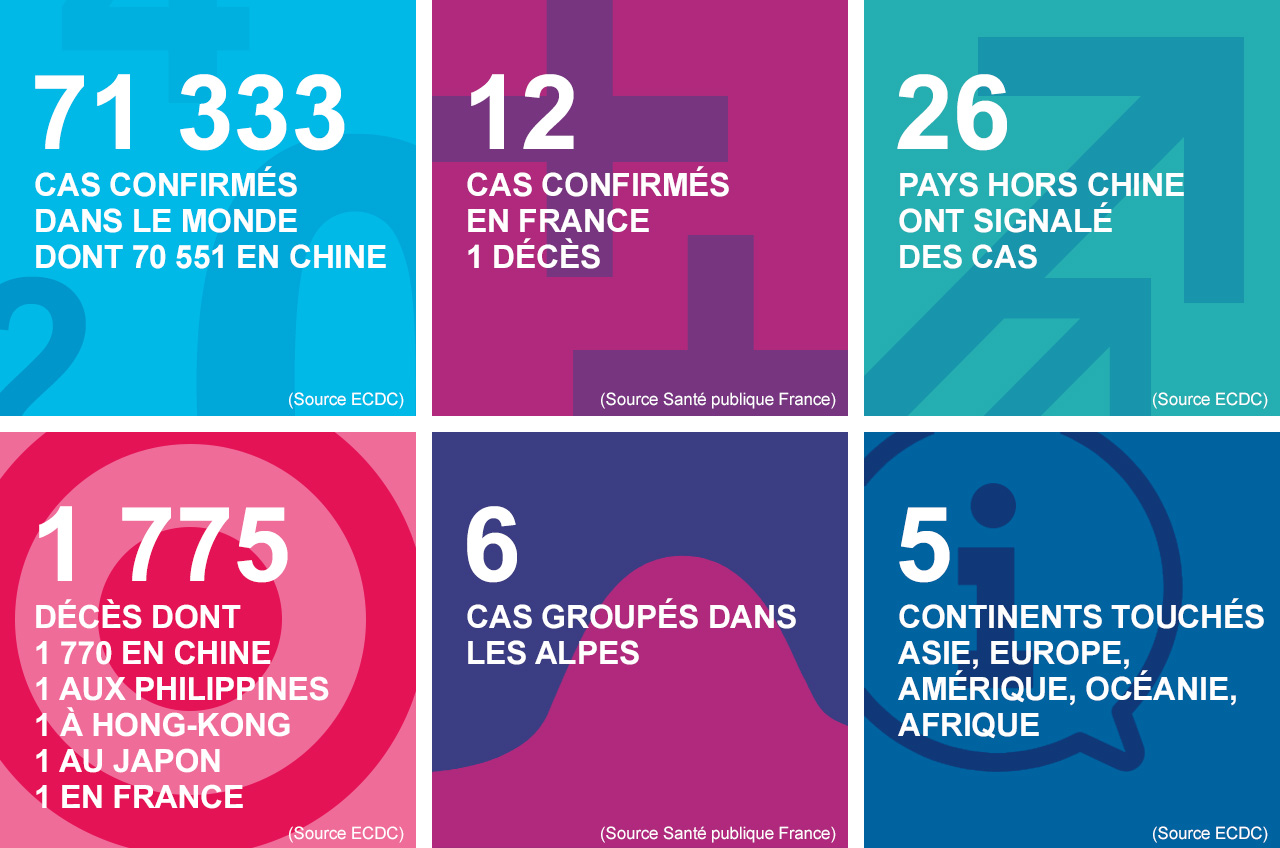 71 333
CAS CONFIRMÉS
DANS LE MONDE
DONT 70 551 EN CHINE
(Source ECDC)
12
CAS CONFIRMÉS
EN FRANCE
1 DÉCÈS
(Source Santé publique France)
26
PAYS HORS CHINE
ONT SIGNALÉ
DES CAS
(Source ECDC)
1 775
DÉCÈS DONT
1 770 EN CHINE
1 AUX PHILIPPINES
1 À HONG-KONG
1 AU JAPON
1 EN FRANCE
(Source ECDC)
6
CAS GROUPÉS DANS
LES ALPES
(Source Santé publique France)
5
CONTINENTS TOUCHÉS
ASIE, EUROPE,
AMÉRIQUE, OCÉANIE,
AFRIQUE
(Source ECDC)